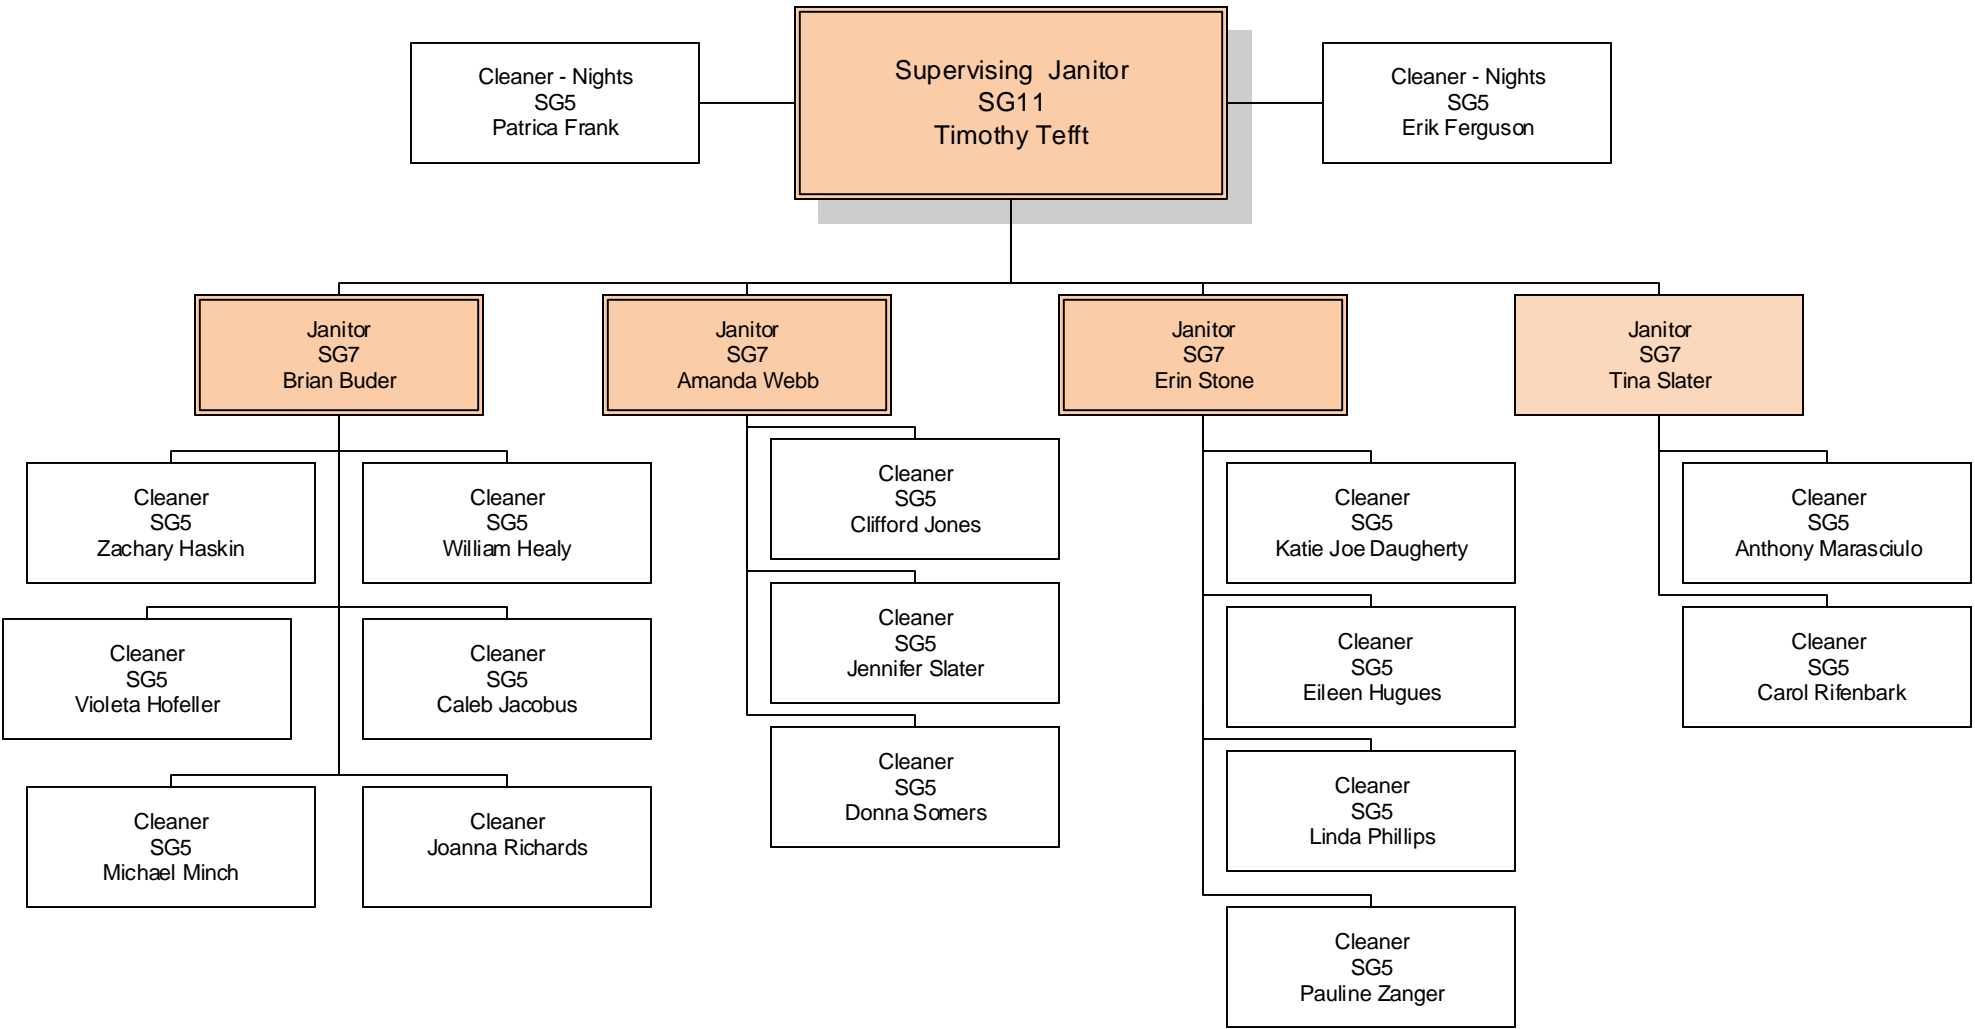 Cleaner - Nights
SG5
Patrica Frank
Supervising Janitor
SG11
Timothy Tefft
Cleaner - Nights
SG5
Erik Ferguson
Janitor
SG7
Brian Buder
Janitor
SG7
Amanda Webb
Janitor
SG7
Erin Stone
Janitor
SG7
Tina Slater
Cleaner
SG5
Zachary Haskin
Cleaner
SG5
William Healy
Cleaner
SG5
Violeta Hofeller
Cleaner
SG5
Caleb Jacobus
Cleaner
SG5
Michael Minch
Cleaner
Joanna Richards
Cleaner
SG5
Clifford Jones
Cleaner
SG5
Jennifer Slater
Cleaner
SG5
Donna Somers
Cleaner
SG5
Katie Joe Daugherty
Cleaner
SG5
Eileen Hugues
Cleaner
SG5
Linda Phillips
Cleaner
SG5
Pauline Zanger
Cleaner
SG5
Anthony Marasciulo
Cleaner
SG5
Carol Rifenbark